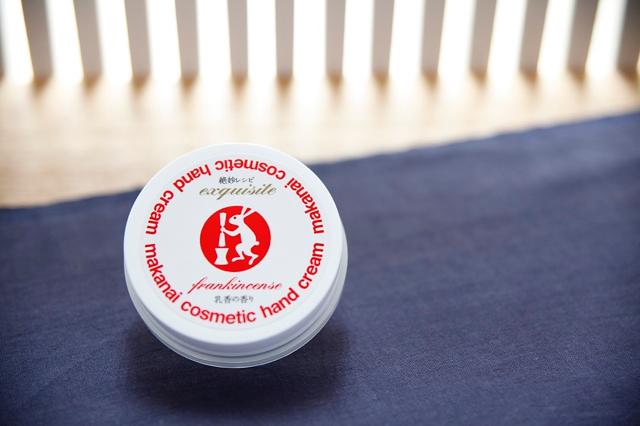 makanai cosmetic hand cream
絶妙レシピ
exquisite
frankincense
乳香の香り
makanai cosmetic hand cream